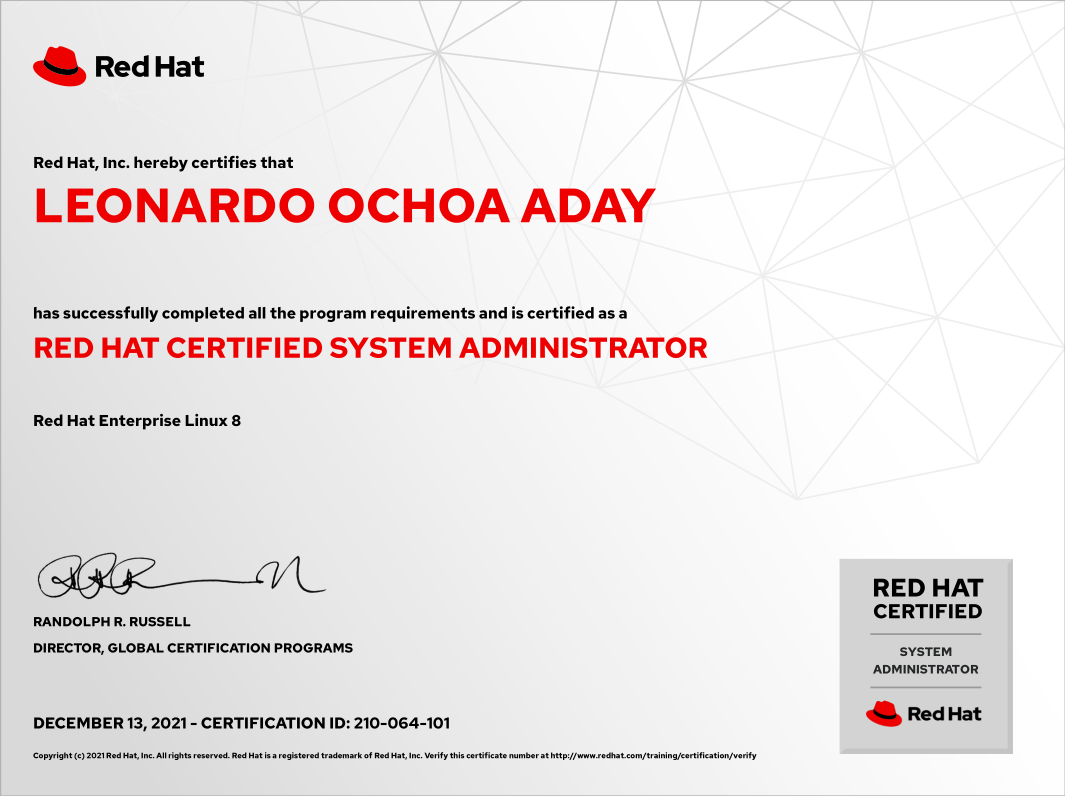 Red Hat
Red Hat, Inc. hereby certifies that
LEONARDO OCHOA ADAY
has successfully completed all the program requirements and is certified as a
RED HAT CERTIFIED SYSTEM ADMINISTRATOR
Red Hat Enterprise Linux 8
RANDOLPH R. RUSSELL
DIRECTOR, GLOBAL CERTIFICATION PROGRAMS
DECEMBER 13, 2021 - CERTIFICATION ID: 210-064-101
Copyright (c) 2021 Red Hat, Inc. All rights reserved. Red Hat is a registered trademark of Red Hat, Inc. Verify this certificate number at http://www.redhat.com/training/certification/verify
RED HAT
CERTIFIED
SYSTEM
ADMINISTRATOR
Red Hat